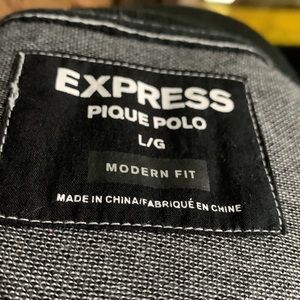 EXPRESS
PIQUE POLO
L/G
MODERN FIT
MADE IN CHINA/FABRIQUÉ EN CHINE